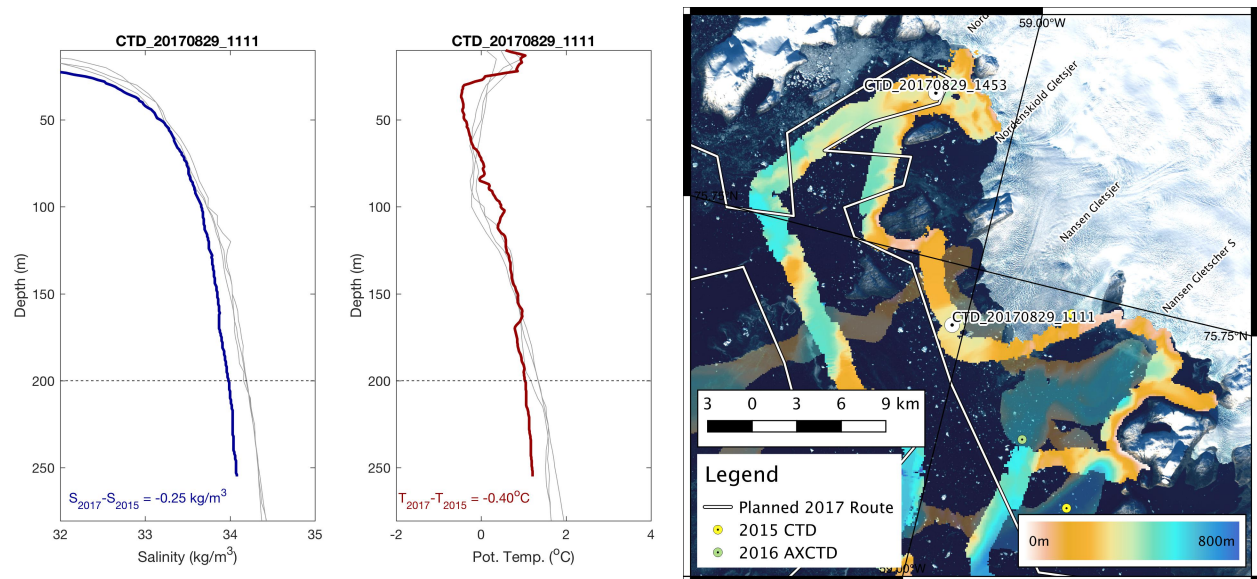 CTD_20170829_1111
50
100
150
200
250
Depth (m)
32
33
34
35
Salinity (kg/m³)
S2017-S2015 = -0.25 kg/m³
CTD_20170829_1111
50
100
150
200
250
Depth (m)
-2
0
2
4
Pot. Temp. (°C)
T2017-T2015 = -0.40°C
59.00°W
CTD_20170829_1453
Nordenskiold Gletsjer
Nansen Gletsjer
Nansen Gletscher S
CTD_20170829_1111
75.75°N
3 0 3 6 9 km
Legend
Planned 2017 Route
2015 CTD
2016 AXCTD
0m
800m